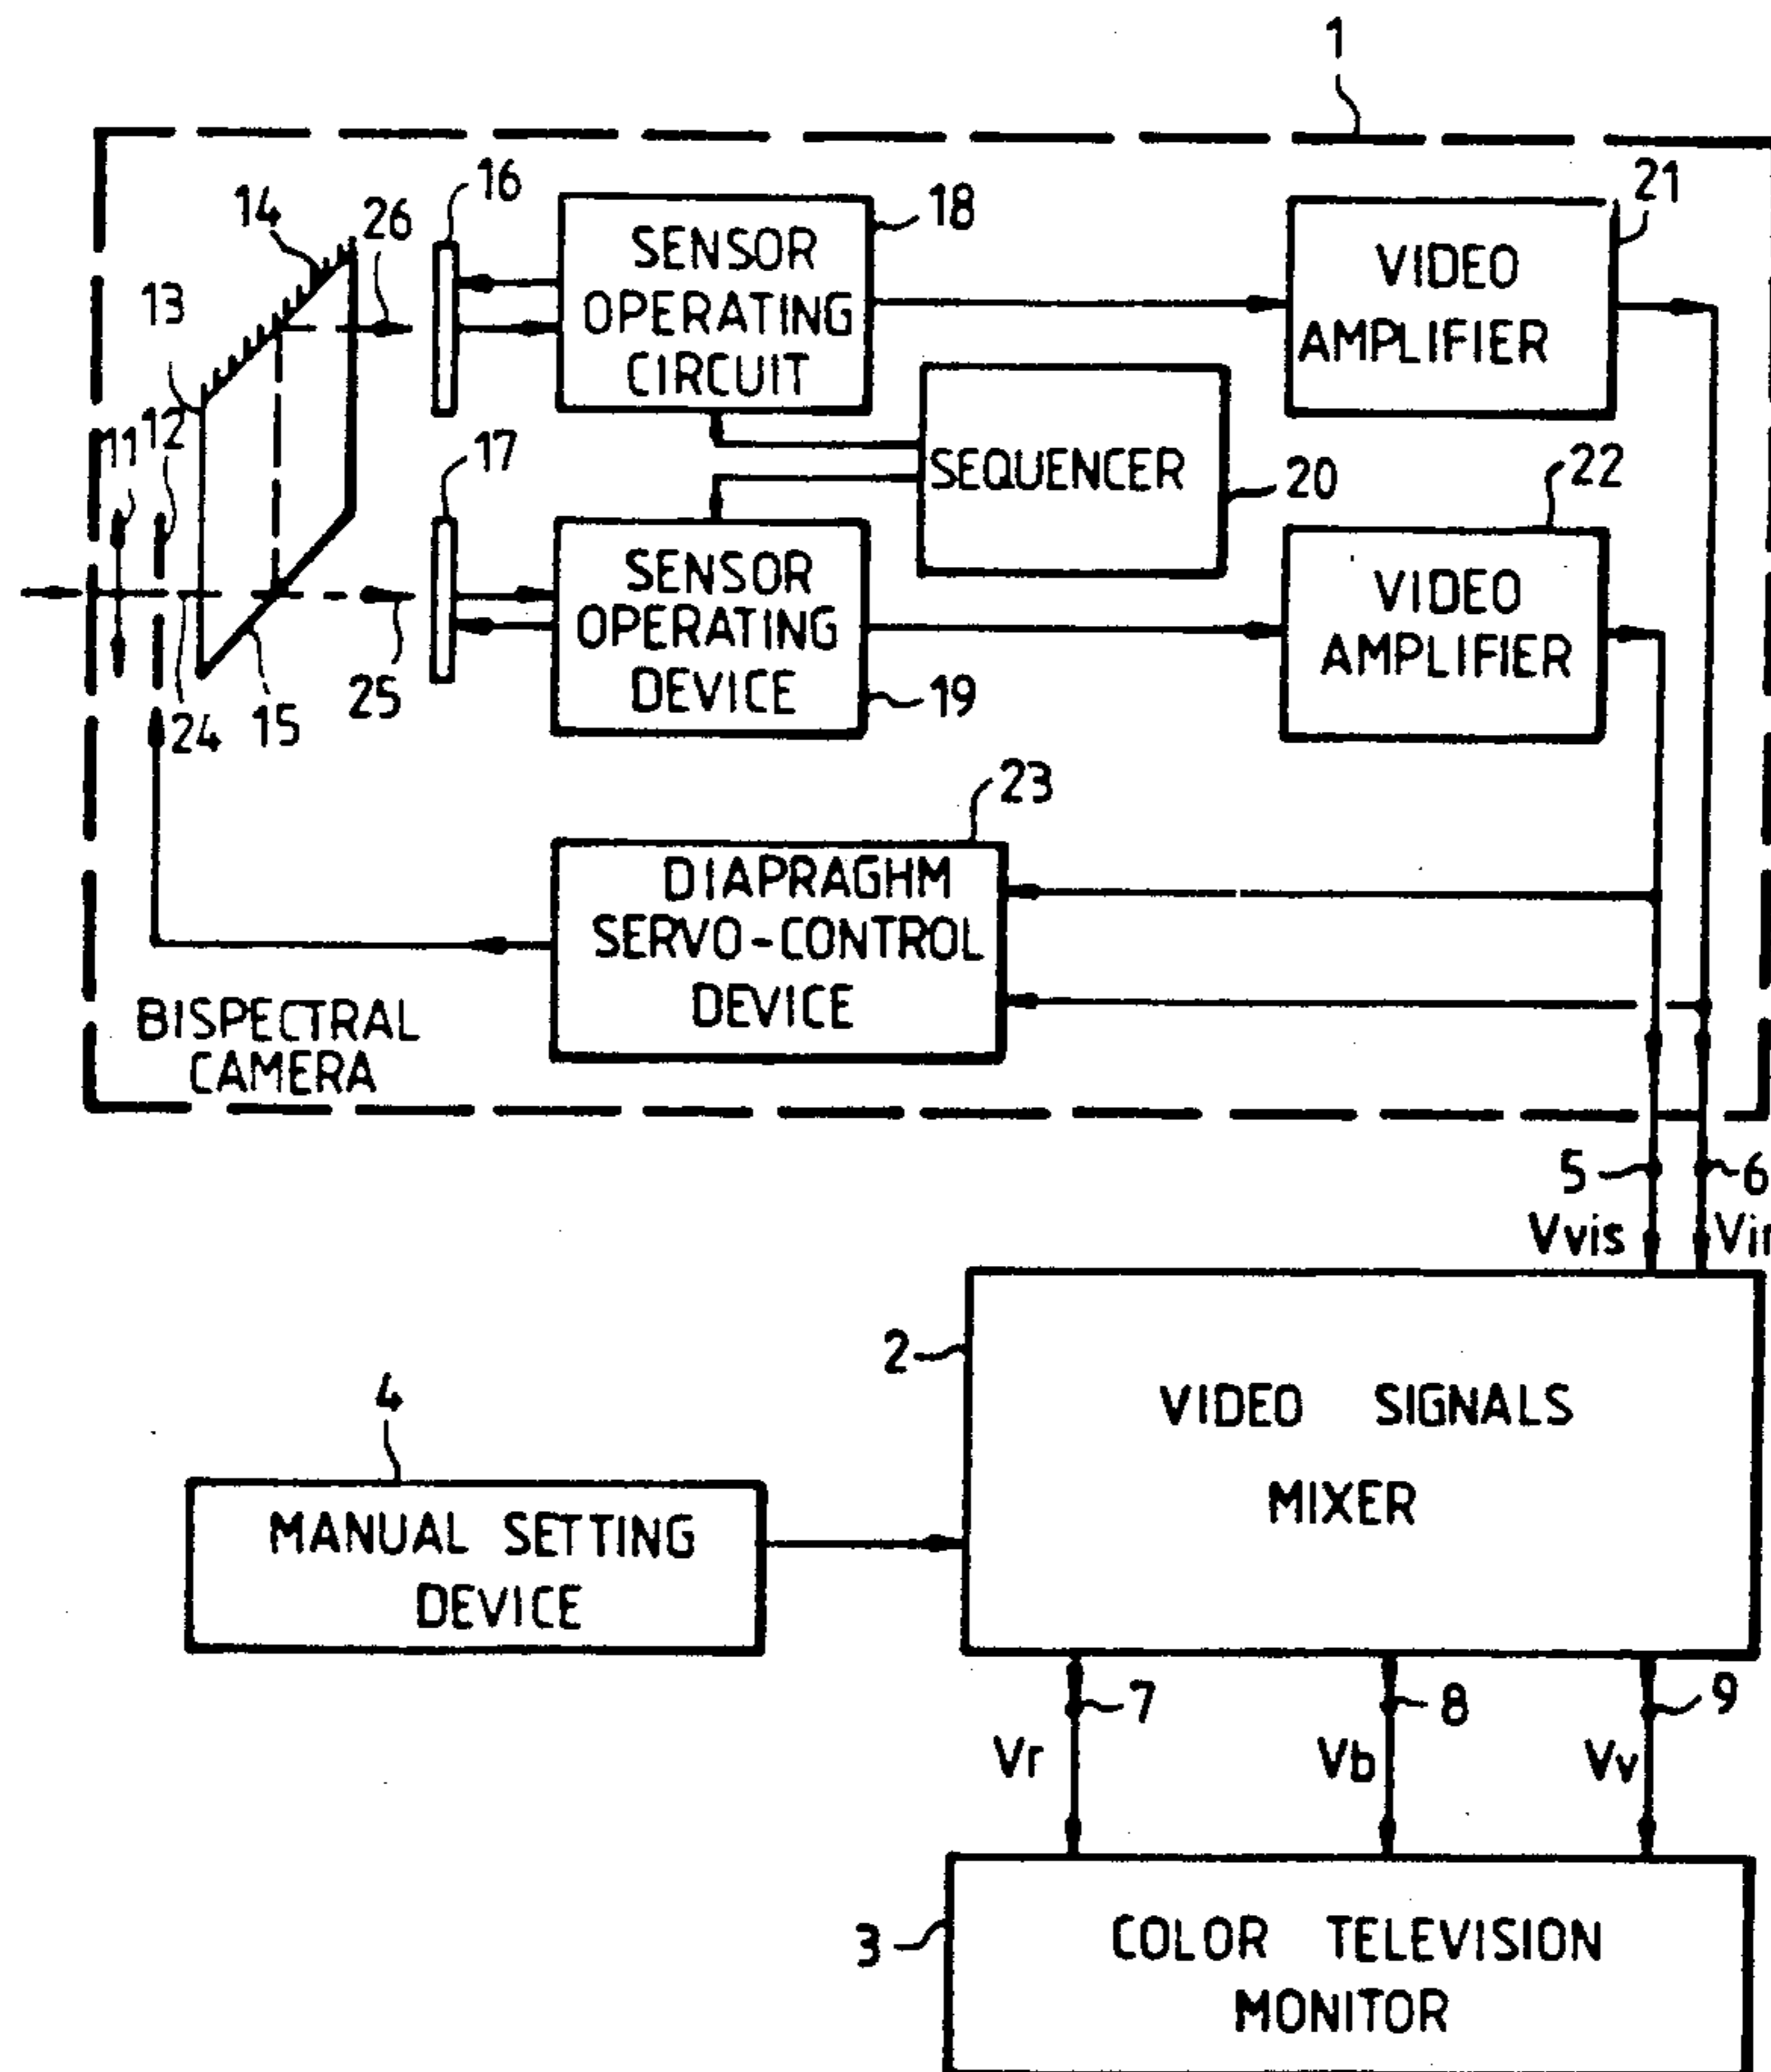 1
14
26
16
SENSOR
OPERATING
CIRCUIT
18
VIDEO
AMPLIFIER
21
13
11
12
17
SEQUENCER
20
22
SENSOR
OPERATING
DEVICE
19
VIDEO
AMPLIFIER
24
15
25
23
DIAPRAGHM
SERVO-CONTROL
DEVICE
BISPECTRAL
CAMERA
5
6
Vvis
2
VIDEO SIGNALS
MIXER
4
MANUAL SETTING
DEVICE
7
8
9
Vr
Vb
Vv
3
COLOR TELEVISION
MONITOR